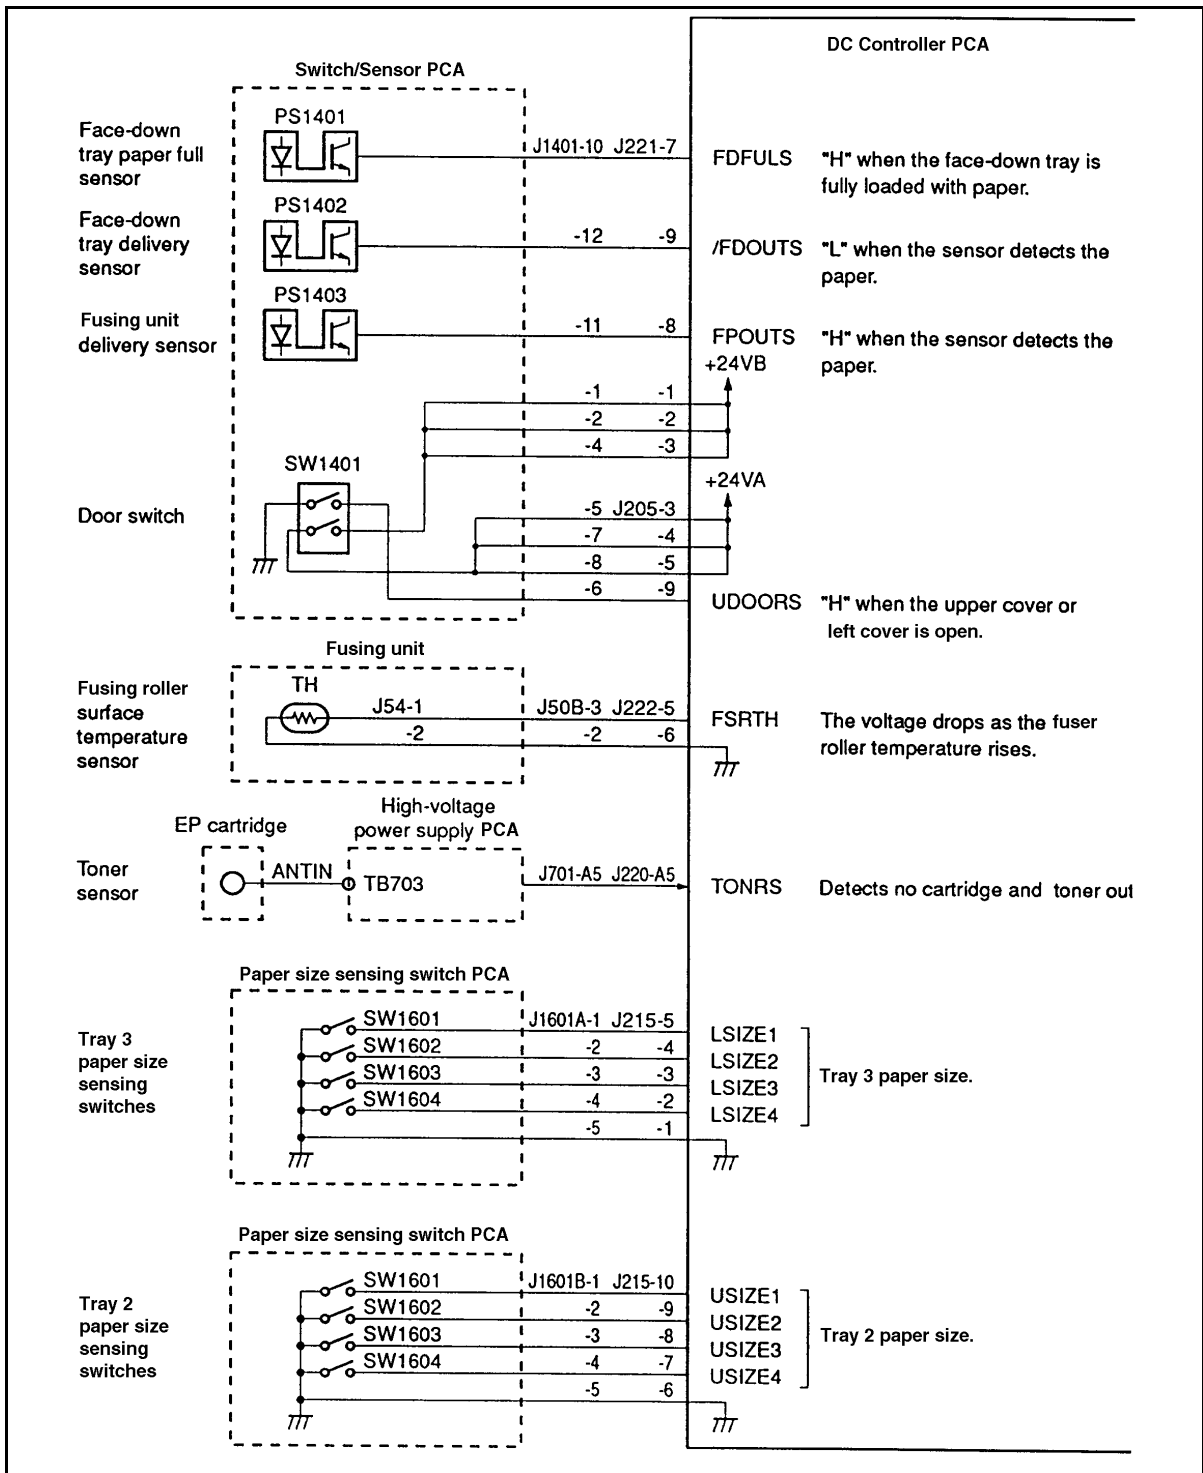 DC Controller PCA
Switch/Sensor PCA
Face-down
tray paper full
sensor
PS1401
J1401-10 J221-7
FDFULS
"H" when the face-down tray is
fully loaded with paper.
Face-down
tray delivery
sensor
PS1402
-12 -9
/FDOUTS
"L" when the sensor detects the
paper.
Fusing unit
delivery sensor
PS1403
-11 -8
FPOUTS
"H" when the sensor detects the
paper.
+24VB
-1 -1
-2 -2
-4 -3
Door switch
SW1401
+24VA
-5 J205-3
-7 -4
-8 -5
-6 -9
UDOORS
"H" when the upper cover or
left cover is open.
Fusing unit
Fusing roller
surface
temperature
sensor
TH
J54-1
J50B-3 J222-5
-2
-2 -6
FSRTH
The voltage drops as the fuser
roller temperature rises.
Toner
sensor
EP cartridge
ANTIN
High-voltage
power supply PCA
TB703
J701-A5 J220-A5
TONRS
Detects no cartridge and toner out
Paper size sensing switch PCA
Tray 3
paper size
sensing
switches
SW1601
J1601A-1 J215-5
LSIZE1
SW1602
-2 -4
LSIZE2
SW1603
-3 -3
LSIZE3
SW1604
-4 -2
LSIZE4
-5 -1
Tray 3 paper size.
Paper size sensing switch PCA
Tray 2
paper size
sensing
switches
SW1601
J1601B-1 J215-10
USIZE1
SW1602
-2 -9
USIZE2
SW1603
-3 -8
USIZE3
SW1604
-4 -7
USIZE4
-5 -6
Tray 2 paper size.